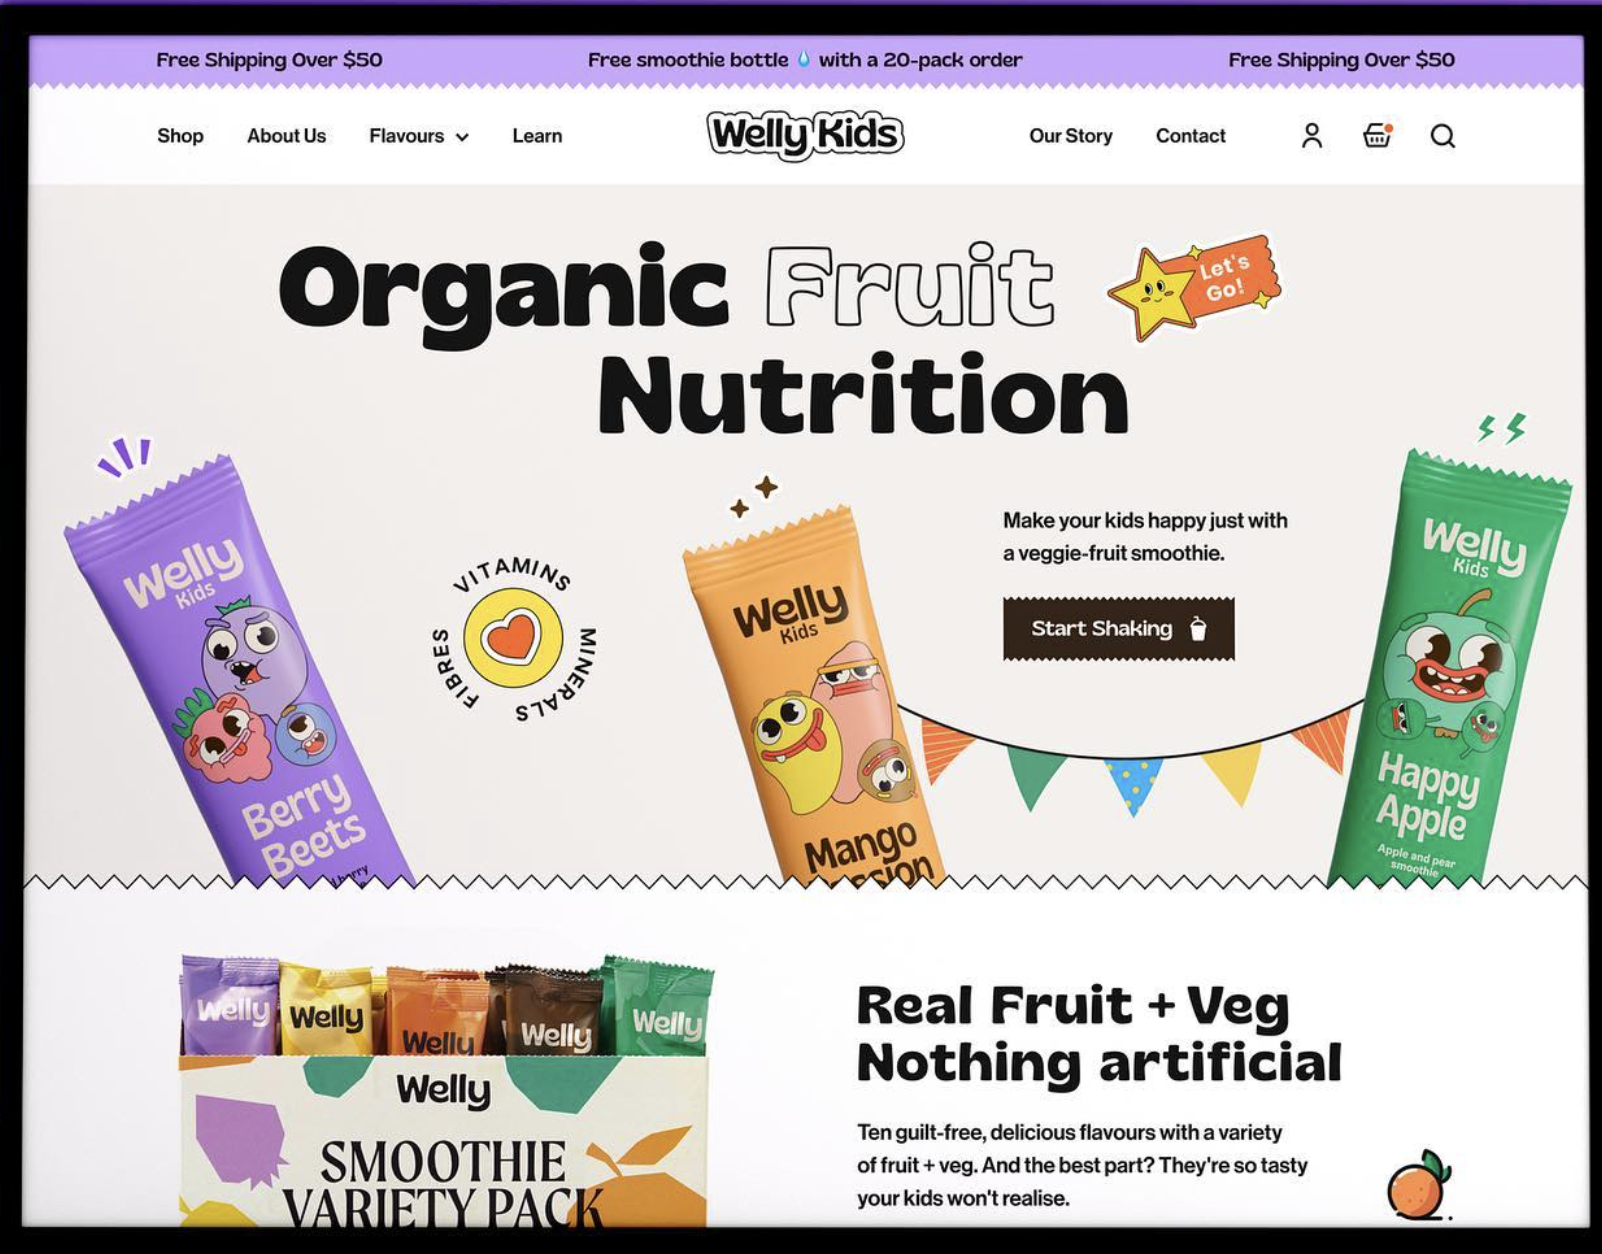 Free Shipping Over $50
Free smoothie bottle 💧 with a 20-pack order
Free Shipping Over $50
Shop
About Us
Flavours
Learn
Welly Kids
Our Story
Contact
Organic Fruit
Let's
Go!
Nutrition
Welly
Kids
Berry
Beets
VITAMINS
MINERALS
FIBRES
Welly
Kids
Mango
Make your kids happy just with
a veggie-fruit smoothie.
Start Shaking
Welly
Kids
Happy
Apple
Apple and pear
smoothie
Welly
Welly
Welly
Welly
Welly
Welly
SMOOTHIE
VARIETY PACK
Real Fruit + Veg
Nothing artificial
Ten guilt-free, delicious flavours with a variety
of fruit + veg. And the best part? They're so tasty
your kids won't realise.